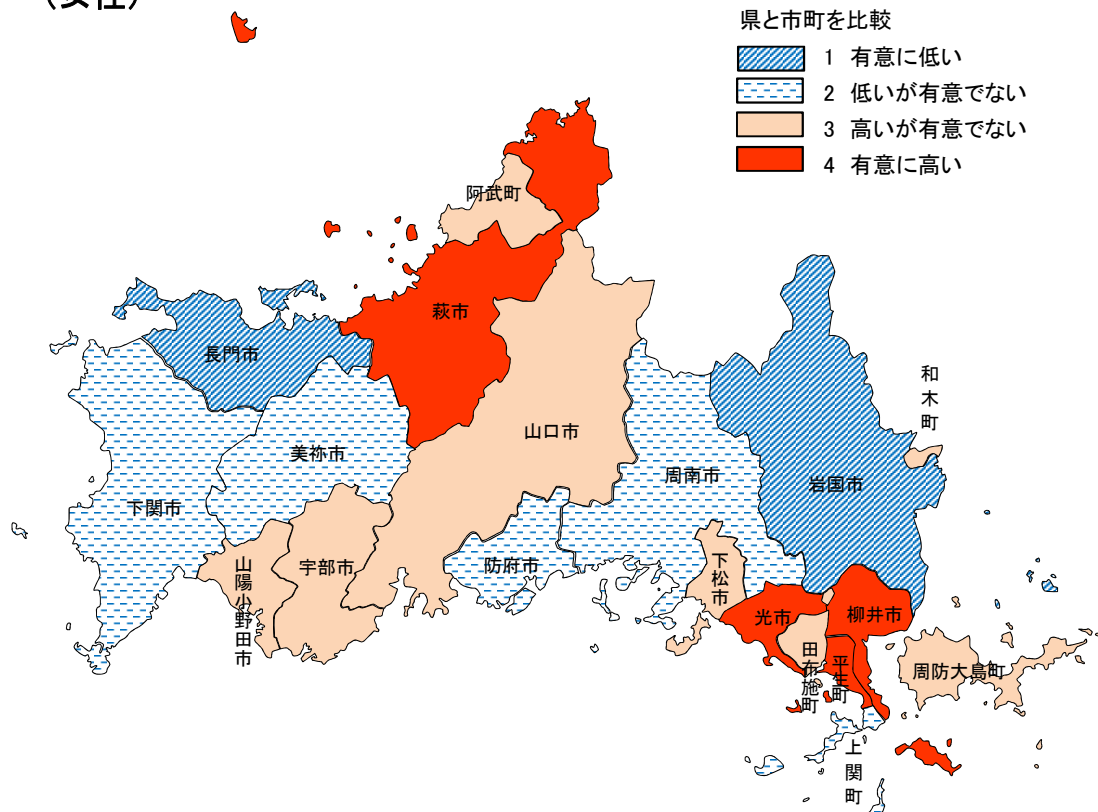 （女性）
県と市町を比較
1 有意に低い
2 低いが有意でない
3 高いが有意でない
4 有意に高い
阿武町
萩市
長門市
和木町
山口市
美祢市
周南市
岩国市
下関市
山陽小野田市
宇部市
防府市
下松市
光市
柳井市
田布施町
平生町
周防大島町
上関町